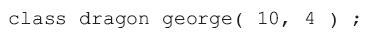 class dragon george( 10, 4 ) ;